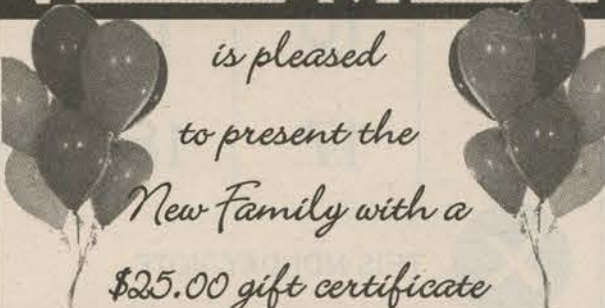 is pleased
to present the
New Family with a
$25.00 gift certificate